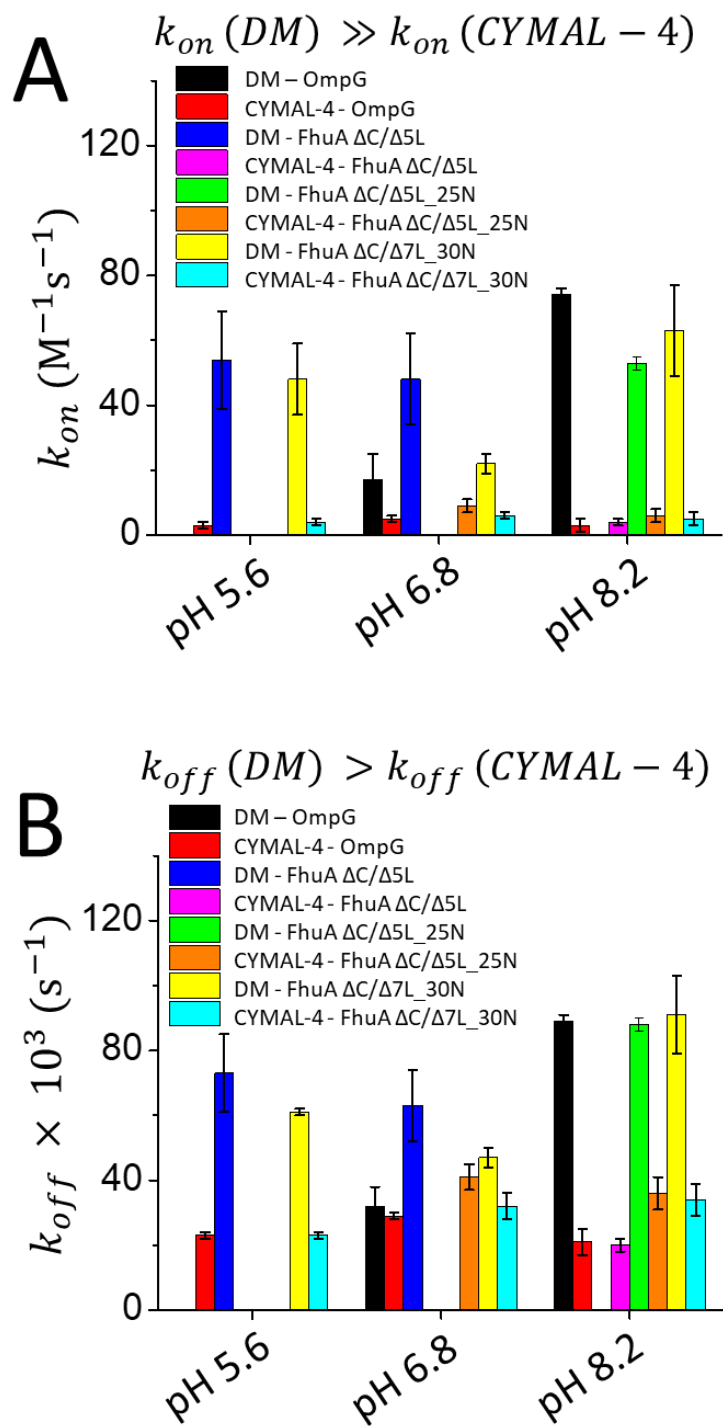 A
k_on (DM) ≫ k_on (CYMAL − 4)
DM – OmpG
CYMAL-4 - OmpG
DM - FhuA ΔC/Δ5L
CYMAL-4 - FhuA ΔC/Δ5L
DM - FhuA ΔC/Δ5L_25N
CYMAL-4 - FhuA ΔC/Δ5L_25N
DM - FhuA ΔC/Δ7L_30N
CYMAL-4 - FhuA ΔC/Δ7L_30N
k_on (M⁻¹s⁻¹)
120
80
40
0
pH 5.6
pH 6.8
pH 8.2
B
k_off (DM) > k_off (CYMAL − 4)
DM – OmpG
CYMAL-4 - OmpG
DM - FhuA ΔC/Δ5L
CYMAL-4 - FhuA ΔC/Δ5L
DM - FhuA ΔC/Δ5L_25N
CYMAL-4 - FhuA ΔC/Δ5L_25N
DM - FhuA ΔC/Δ7L_30N
CYMAL-4 - FhuA ΔC/Δ7L_30N
k_off × 10³ (s⁻¹)
120
80
40
0
pH 5.6
pH 6.8
pH 8.2